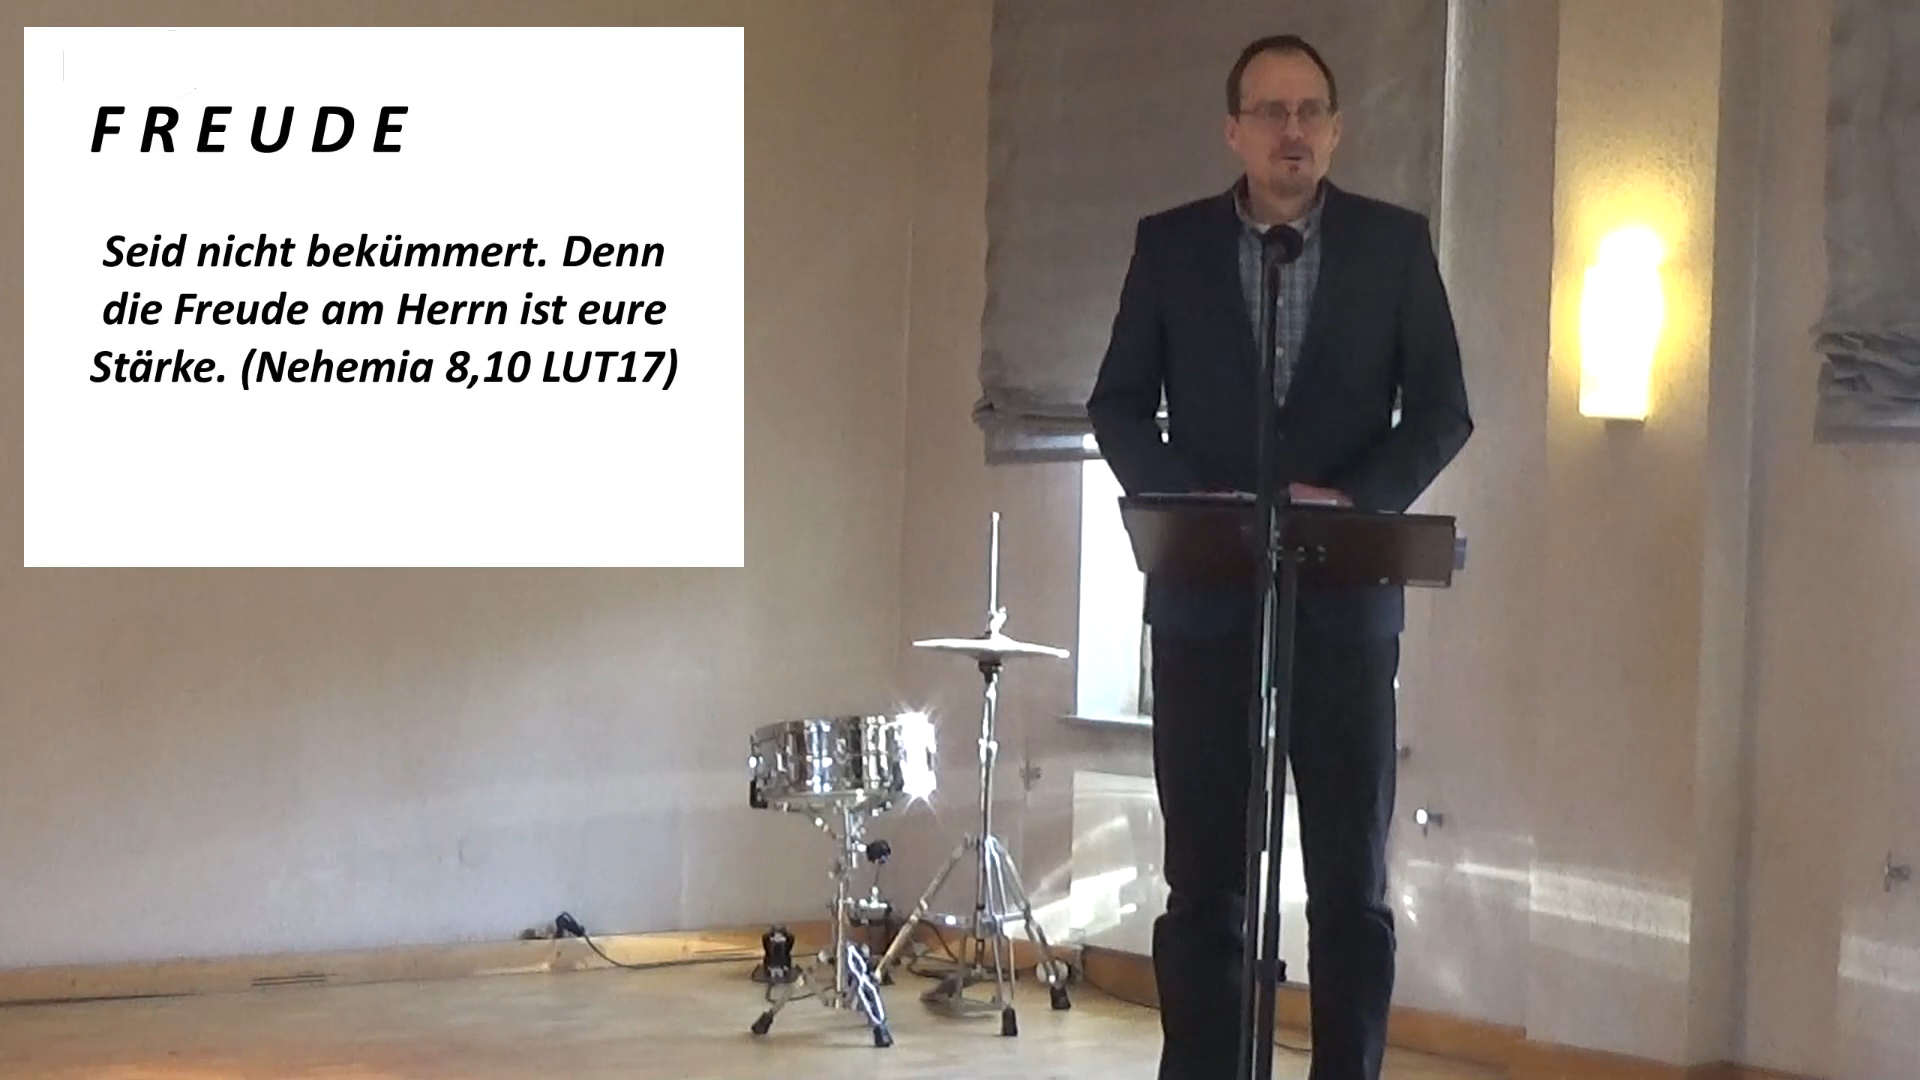 F R E U D E
Seid nicht bekümmert. Denn
die Freude am Herrn ist eure
Stärke. (Nehemia 8,10 LUT17)